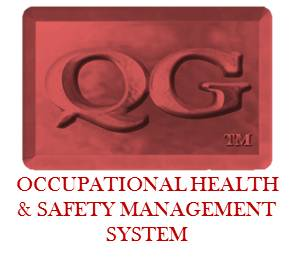 QG
TM
OCCUPATIONAL HEALTH
& SAFETY MANAGEMENT
SYSTEM